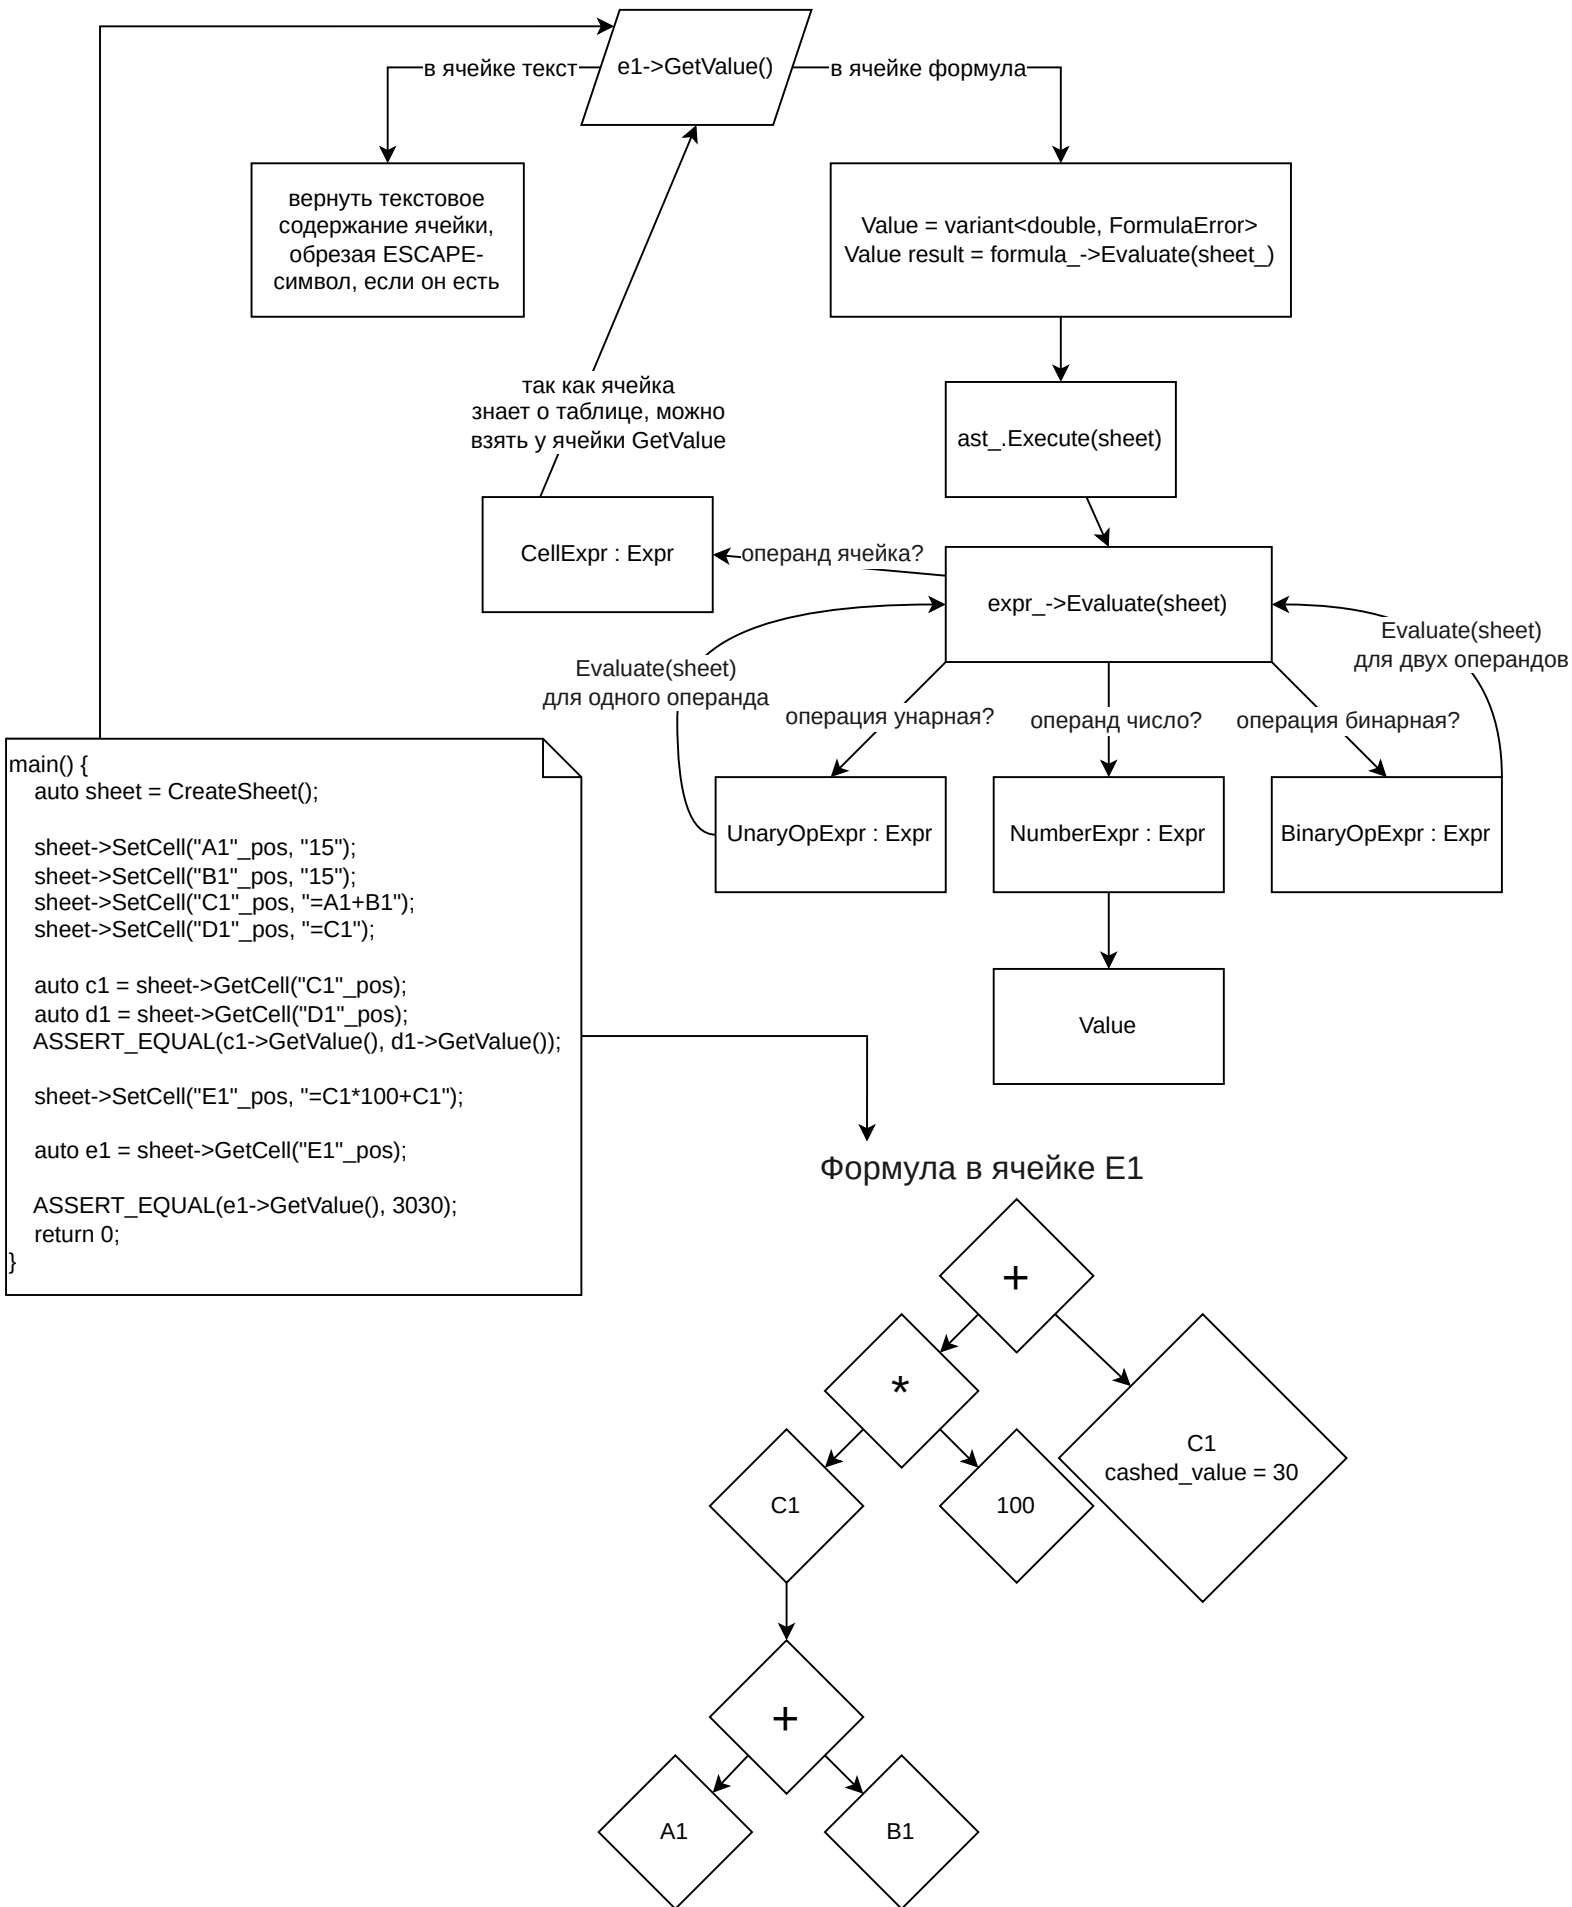 e1->GetValue()
в ячейке текст
в ячейке формула
вернуть текстовое
содержание ячейки,
обрезая ESCAPE-
символ, если он есть
Value = variant<double, FormulaError>
Value result = formula_->Evaluate(sheet_)
так как ячейка
знает о таблице, можно
взять у ячейки GetValue
ast_.Execute(sheet)
CellExpr : Expr
операнд ячейка?
expr_->Evaluate(sheet)
Evaluate(sheet)
для двух операндов
Evaluate(sheet)
для одного операнда
операция унарная?
операнд число?
операция бинарная?
UnaryOpExpr : Expr
NumberExpr : Expr
BinaryOpExpr : Expr
Value
main() {
auto sheet = CreateSheet();
sheet->SetCell("A1"_pos, "15");
sheet->SetCell("B1"_pos, "15");
sheet->SetCell("C1"_pos, "=A1+B1");
sheet->SetCell("D1"_pos, "=C1");
auto c1 = sheet->GetCell("C1"_pos);
auto d1 = sheet->GetCell("D1"_pos);
ASSERT_EQUAL(c1->GetValue(), d1->GetValue());
sheet->SetCell("E1"_pos, "=C1*100+C1");
auto e1 = sheet->GetCell("E1"_pos);
ASSERT_EQUAL(e1->GetValue(), 3030);
return 0;
}
Формула в ячейке E1
+
*
C1
cashed_value = 30
C1
100
+
A1
B1